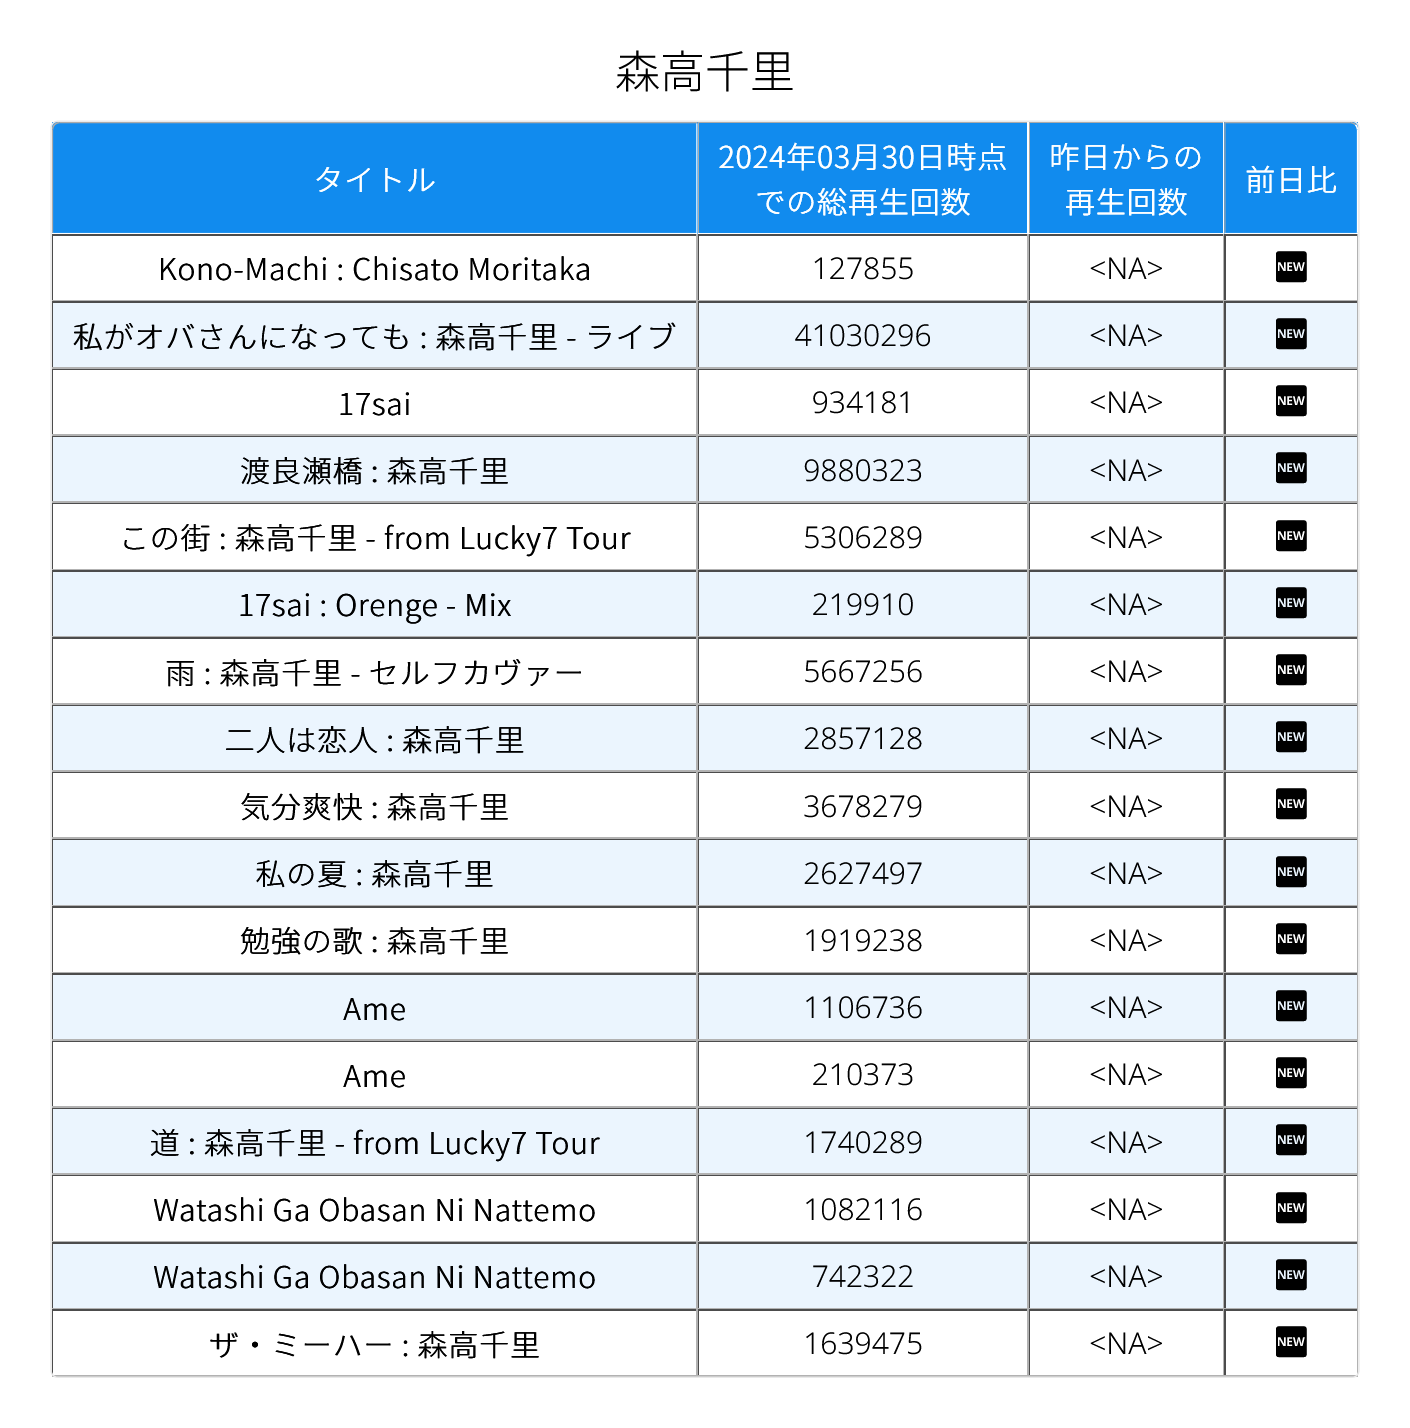 森高千里
タイトル
2024年03月30日時点
での総再生回数
昨日からの
再生回数
前日比
Kono-Machi : Chisato Moritaka 127855 <NA> NEW
私がオバさんになっても : 森高千里 - ライブ 41030296 <NA> NEW
17sai 934181 <NA> NEW
渡良瀬橋 : 森高千里 9880323 <NA> NEW
この街 : 森高千里 - from Lucky7 Tour 5306289 <NA> NEW
17sai : Orenge - Mix 219910 <NA> NEW
雨 : 森高千里 - セルフカヴァー 5667256 <NA> NEW
二人は恋人 : 森高千里 2857128 <NA> NEW
気分爽快 : 森高千里 3678279 <NA> NEW
私の夏 : 森高千里 2627497 <NA> NEW
勉強の歌 : 森高千里 1919238 <NA> NEW
Ame 1106736 <NA> NEW
Ame 210373 <NA> NEW
道 : 森高千里 - from Lucky7 Tour 1740289 <NA> NEW
Watashi Ga Obasan Ni Nattemo 1082116 <NA> NEW
Watashi Ga Obasan Ni Nattemo 742322 <NA> NEW
ザ・ミーハー : 森高千里 1639475 <NA> NEW